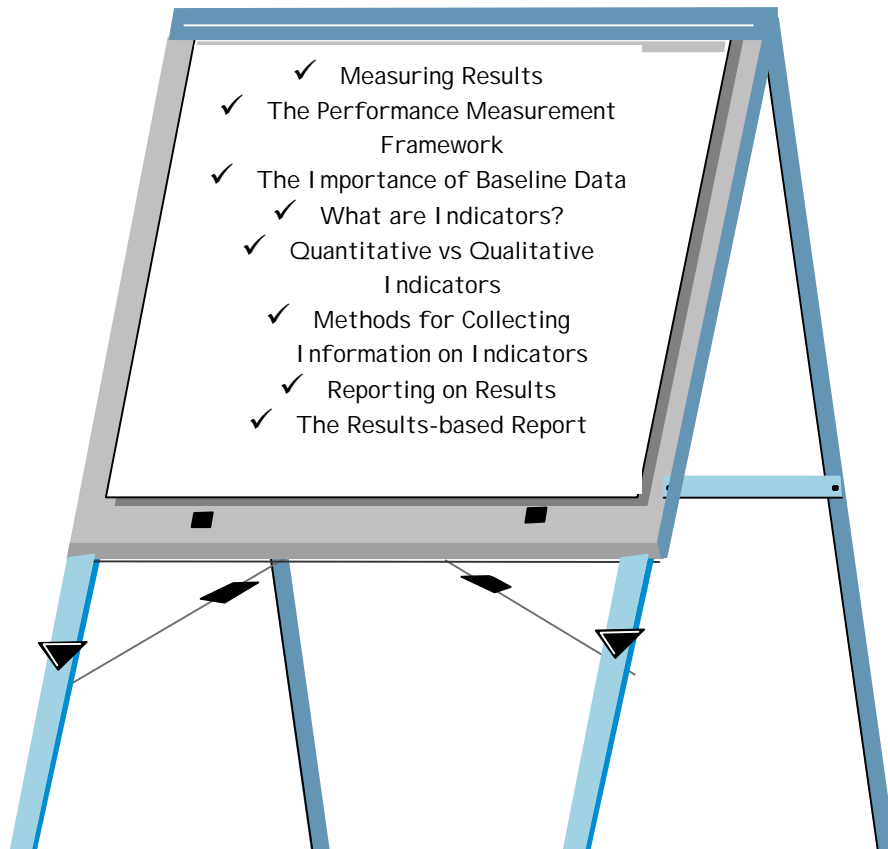 ✓ Measuring Results
✓ The Performance Measurement
Framework
✓ The Importance of Baseline Data
✓ What are Indicators?
✓ Quantitative vs Qualitative
Indicators
✓ Methods for Collecting
Information on Indicators
✓ Reporting on Results
✓ The Results-based Report